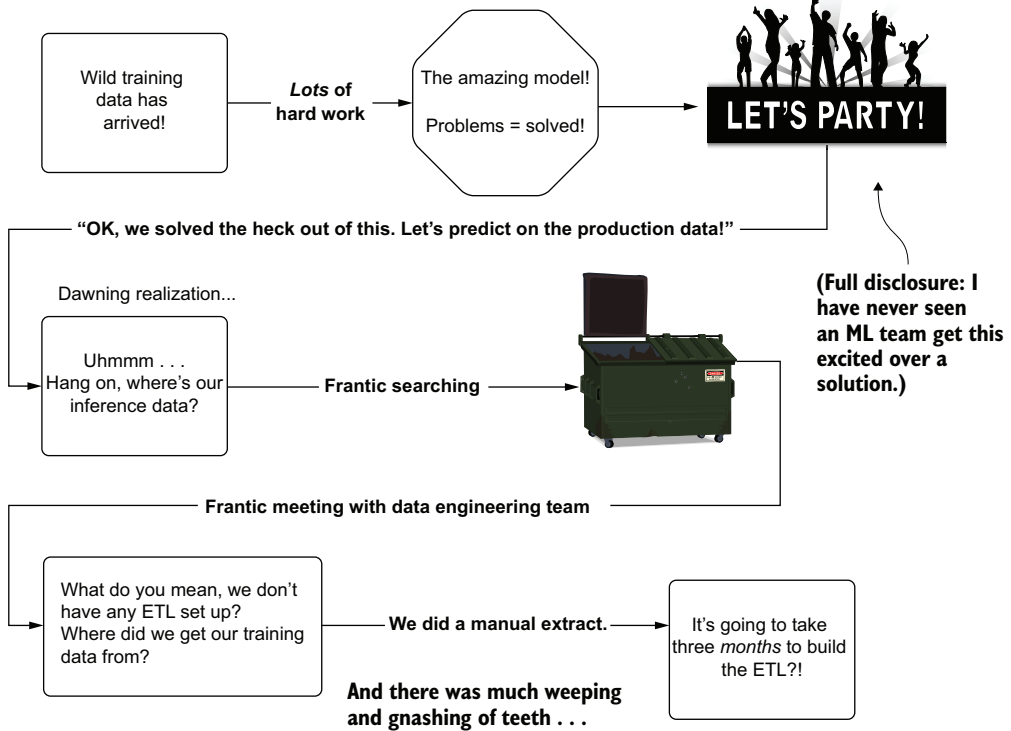 Wild training
data has
arrived!
Lots of
hard work
The amazing model!
Problems = solved!
LET'S PARTY!
“OK, we solved the heck out of this. Let’s predict on the production data!”
(Full disclosure: I
have never seen
an ML team get this
excited over a
solution.)
Dawning realization...
Uhmmm . . .
Hang on, where’s our
inference data?
Frantic searching
Frantic meeting with data engineering team
What do you mean, we don’t
have any ETL set up?
Where did we get our training
data from?
We did a manual extract.
It’s going to take
three months to build
the ETL?!
And there was much weeping
and gnashing of teeth . . .